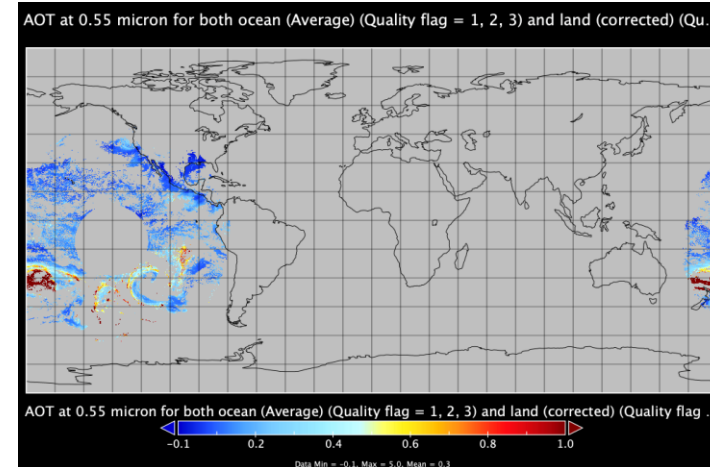 AOT at 0.55 micron for both ocean (Average) (Quality flag = 1, 2, 3) and land (corrected) (Qu.
AOT at 0.55 micron for both ocean (Average) (Quality flag = 1, 2, 3) and land (corrected) (Quality flag .
-0.1 0.2 0.4 0.6 0.8 1.0
Data Min = -0.1, Max = 5.0, Mean = 0.3